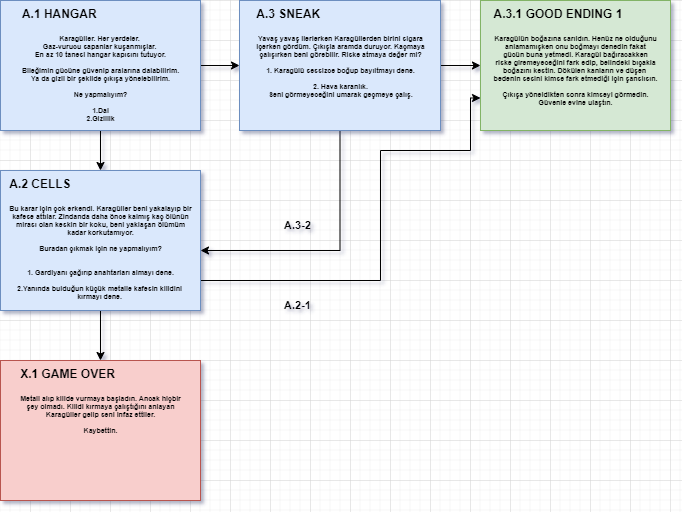 A.1 HANGAR
Karagüller. Her yerdeler.
Gaz-vurucu sapanlar kuşanmışlar.
En az 10 tanesi hangar kapısını tutuyor.
Bileğimin gücüne güvenip aralarına dalabilirim.
Ya da gizli bir şekilde çıkışa yönelebilirim.
Ne yapmalıyım?
1.Dal
2.Gizlilik
A.3 SNEAK
Yavaş yavaş ilerlerken Karagüllerden birini sigara
içerken gördüm. Çıkışla aramda duruyor. Kaçmaya
çalışırken beni görebilir. Riske atmaya değer mi?
1. Karagülü sessizce boğup bayıltmayı dene.
2. Hava karanlık.
Seni görmeyeceğini umarak geçmeye çalış.
A.3.1 GOOD ENDING 1
Karagülün boğazına sarıldın. Henüz ne olduğunu
anlamamışken onu boğmayı denedin fakat
gücün buna yetmedi. Karagül bağıracakken
riske giremeyeceğini fark edip, belindeki bıçakla
boğazını kestin. Dökülen kanların ve düşen
bedenin sesini kimse fark etmediği için şanslısın.
Çıkışa yöneldikten sonra kimseyi görmedin.
Güvenle evine ulaştın.
A.2 CELLS
Bu karar için çok erkendi. Karagüller beni yakalayıp bir
kafese attılar. Zindanda daha önce kalmış kaç ölünün
mirası olan keskin bir koku, beni yaklaşan ölümüm
kadar korkutamıyor.
Buradan çıkmak için ne yapmalıyım?
1. Gardiyanı çağırıp anahtarları almayı dene.
2.Yanında bulduğun küçük metalle kafesin kilidini
kırmayı dene.
A.3-2
A.2-1
X.1 GAME OVER
Metali alıp kilide vurmaya başladın. Ancak hiçbir
şey olmadı. Kilidi kırmaya çalıştığını anlayan
Karagüller gelip seni infaz ettiler.
Kaybettin.